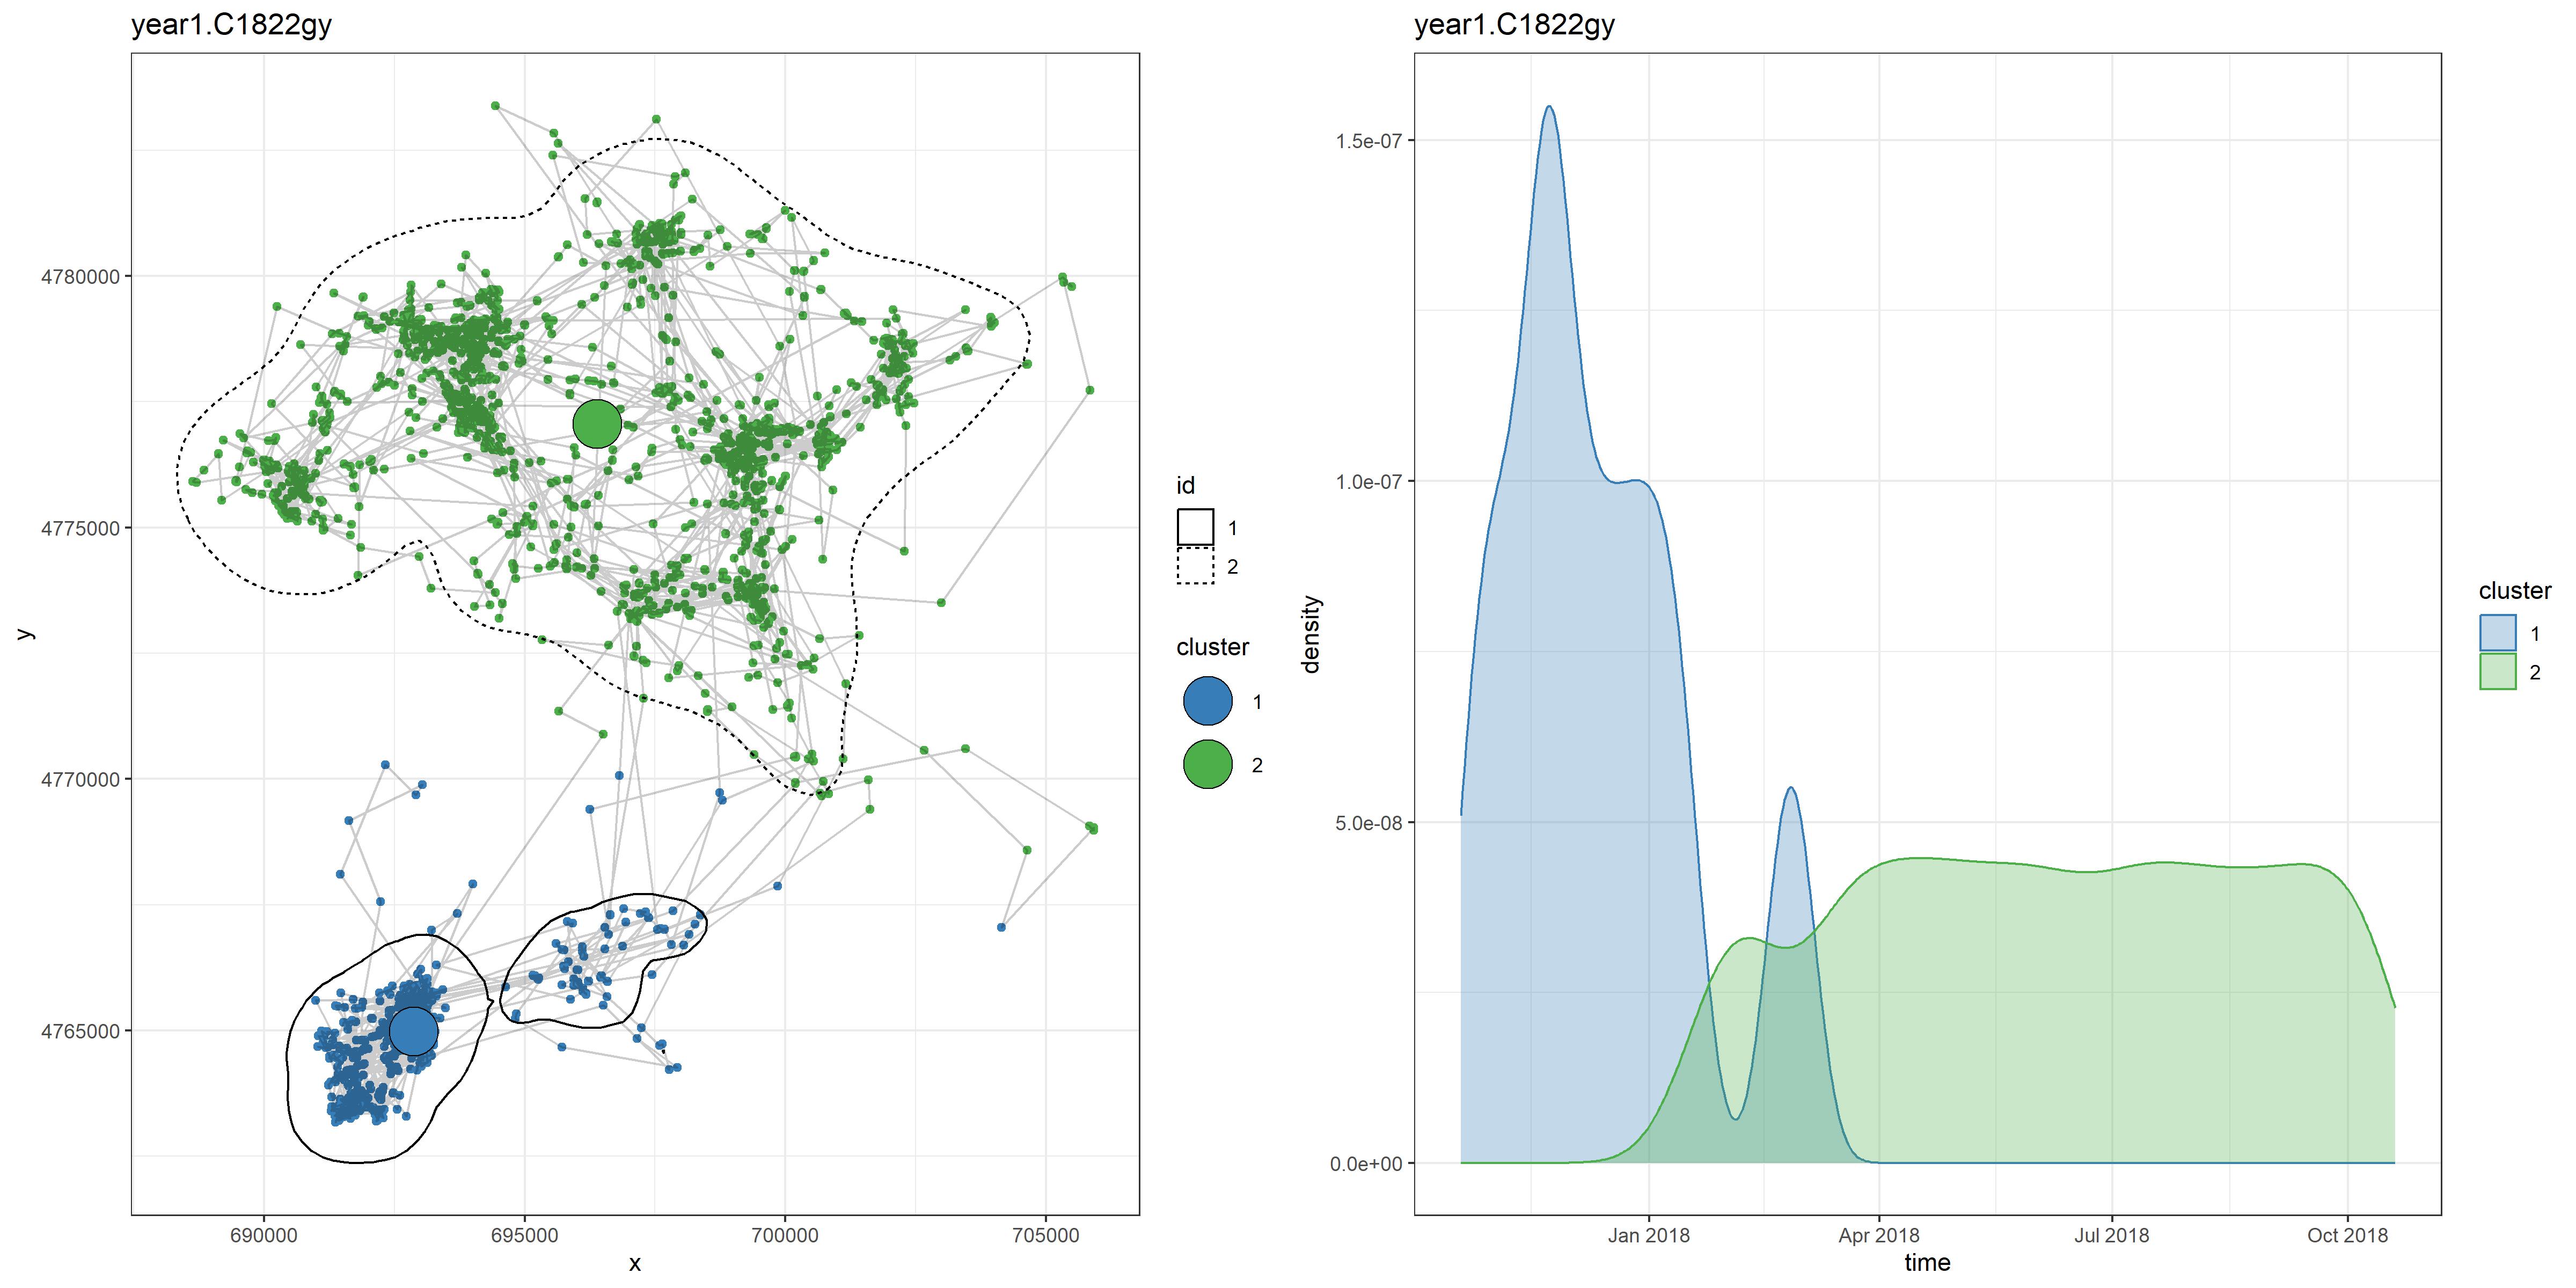 year1.C1822gy
y
4780000
4775000
4770000
4765000
690000
695000
700000
705000
x
id
1
2
cluster
1
2
year1.C1822gy
density
1.5e-07
1.0e-07
5.0e-08
0.0e+00
Jan 2018
Apr 2018
Jul 2018
Oct 2018
time
cluster
1
2